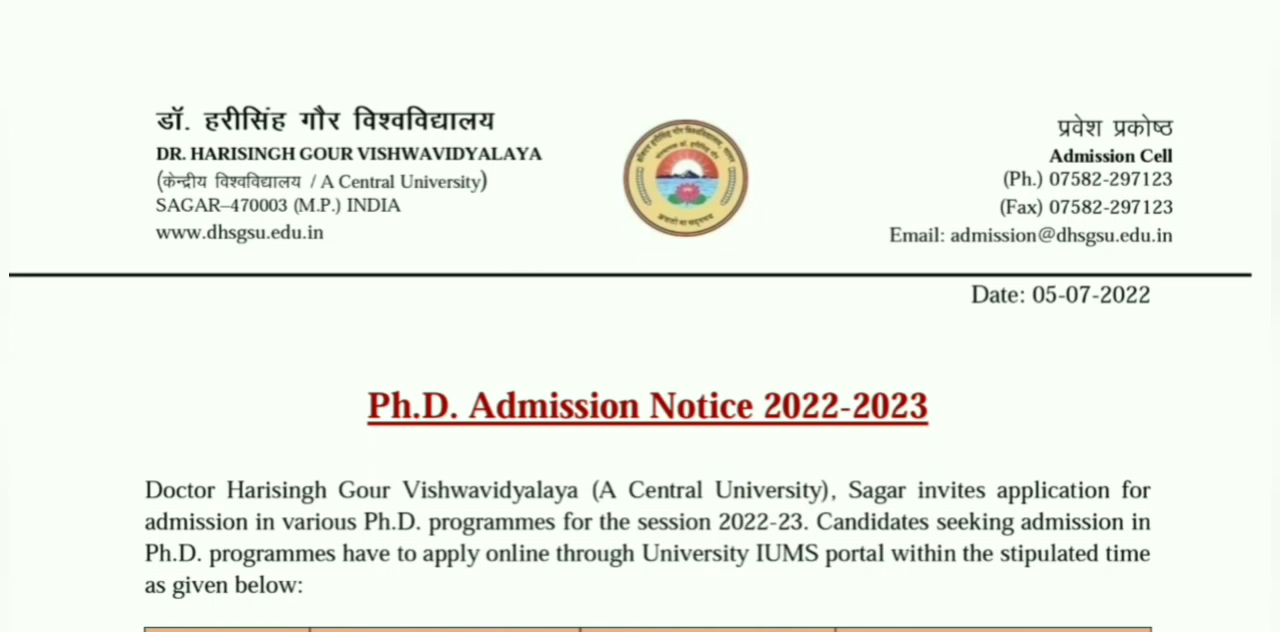 डॉ. हरीसिंह गौर विश्वविद्यालय
DR. HARISINGH GOUR VISHWAVIDYALAYA
(केन्द्रीय विश्वविद्यालय / A Central University)
SAGAR–470003 (M.P.) INDIA
www.dhsgsu.edu.in
प्रवेश प्रकोष्ठ
Admission Cell
(Ph.) 07582-297123
(Fax) 07582-297123
Email: admission@dhsgsu.edu.in
Date: 05-07-2022
Ph.D. Admission Notice 2022-2023
Doctor Harisingh Gour Vishwavidyalaya (A Central University), Sagar invites application for
admission in various Ph.D. programmes for the session 2022-23. Candidates seeking admission in
Ph.D. programmes have to apply online through University IUMS portal within the stipulated time
as given below: